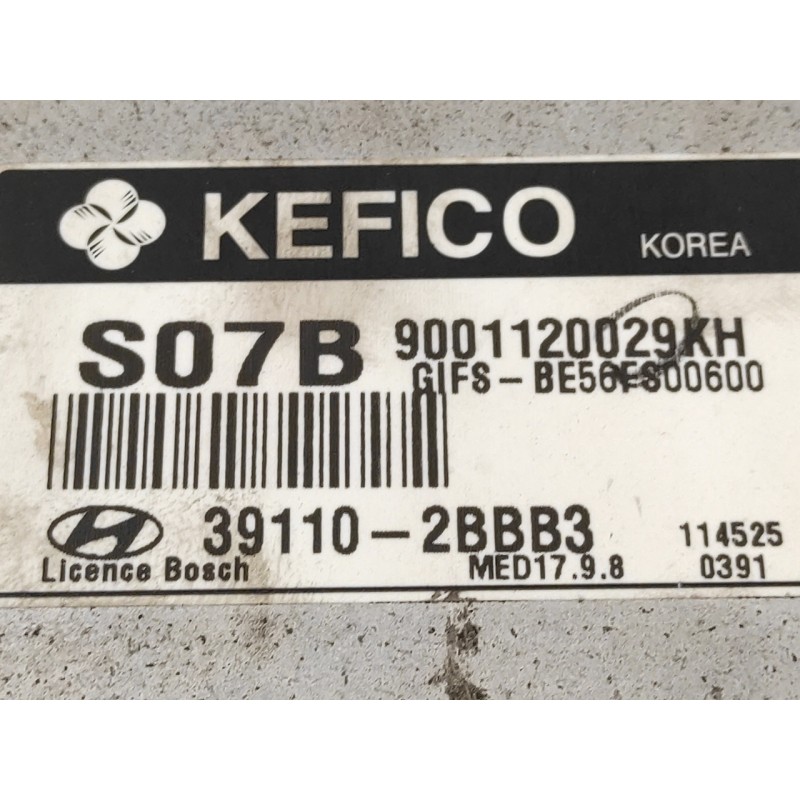 KEFICO KOREA
S07B 9001120029KH
GIFS-BE56FS00600
39110-2BBB3 114525
Licence Bosch MED17.9.8 0391